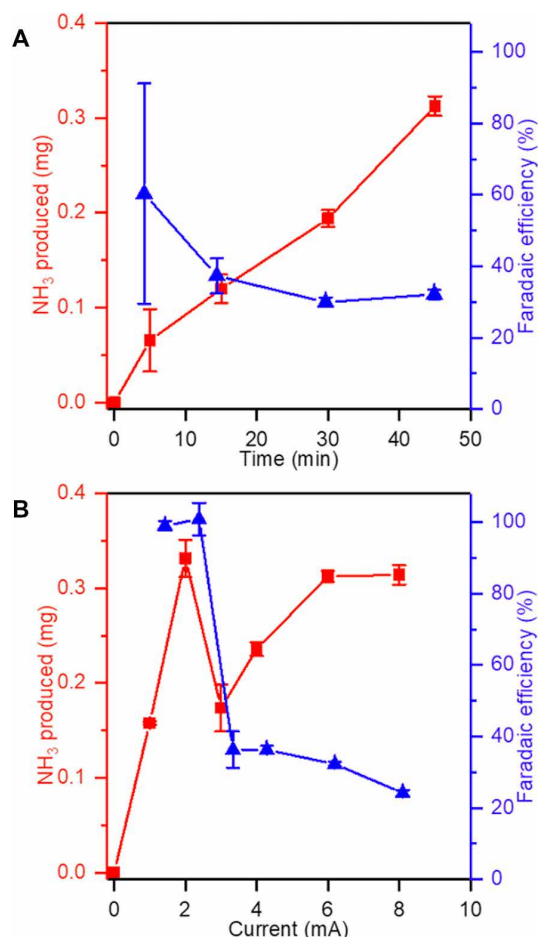 A
0.4
0.3
0.2
0.1
0.0
NH3 produced (mg)
100
80
60
40
20
0
Faradaic efficiency (%)
0 10 20 30 40 50
Time (min)
B
0.4
0.3
0.2
0.1
0.0
NH3 produced (mg)
100
80
60
40
20
0
Faradaic efficiency (%)
0 2 4 6 8 10
Current (mA)